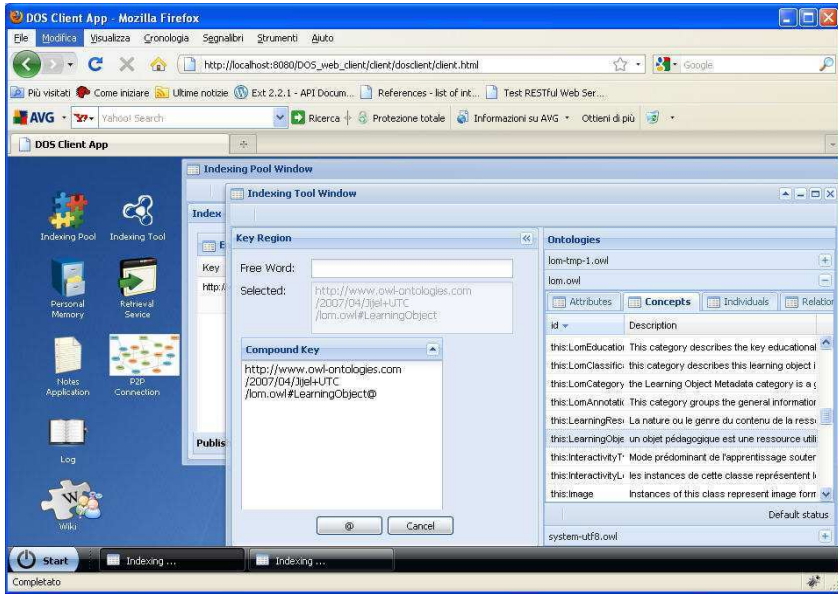 DOS Client App - Mozilla Firefox
File Modifica Visualizza Cronologia Segnalibri Strumenti Aiuto
http://localhost:8080/DOS_web_client/client/dosclient/client.html
Google
Più visitati Come iniziare Ultime notizie Ext 2.2.1 - API Docum... References - list of int... Test RESTful Web Ser...
AVG Yahoo! Search Ricerca Protezione totale Informazioni su AVG Ottieni di più
DOS Client App
Indexing Pool Window
Indexing Tool Window
Indexing Pool Indexing Tool
Index
Key Region
Ontologies
E
Free Word:
lom-tmp-1.owl
Key
Selected: http://www.owl-ontologies.com
/2007/04/Jijel+UTC
/lom.owl#LearningObject
lom.owl
http:/
Attributes Concepts Individuals Relation
Personal Memory
Retrieval Sevice
id Description
Compound Key
http://www.owl-ontologies.com
/2007/04/Jijel+UTC
/lom.owl#LearningObject@
this:LomEducation This category describes the key educational
this:LomClassific this category describes this learning object i
this:LomCategory the Learning Object Metadata category is a g
this:LomAnnotati This category groups the general information
this:LearningRes La nature ou le genre du contenu de la resso
this:LearningObje un objet pédagogique est une ressource utili
this:InteractivityT Mode prédominant de l'apprentissage souter
this:InteractivityL les instances de cette classe représentent l
this:Image Instances of this class represent image form
Notes Application
P2P Connection
Publis
Log
Default status
@ Cancel
Wiki
system-utf8.owl
Start Indexing ... Indexing ...
Completato